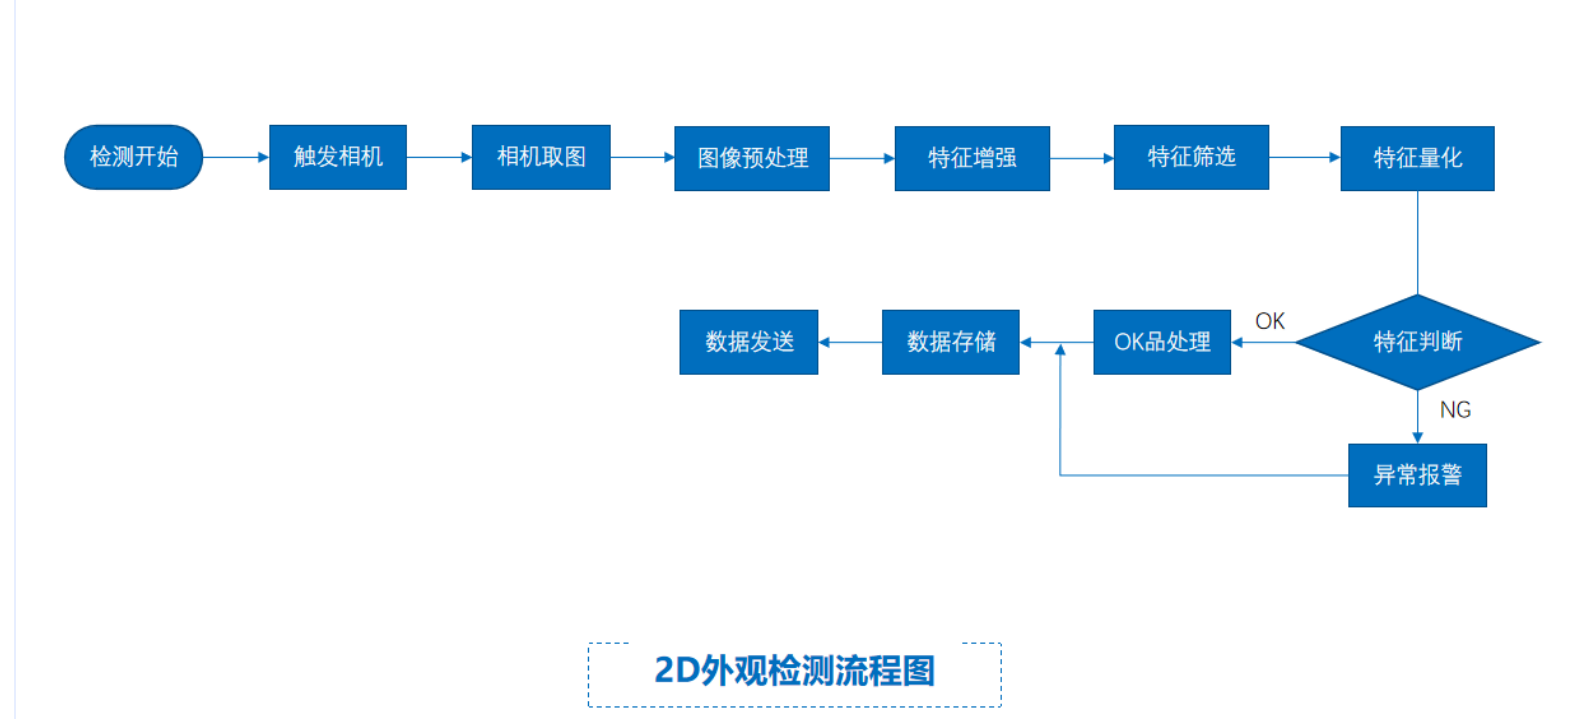 检测开始
触发相机
相机取图
图像预处理
特征增强
特征筛选
特征量化
特征判断
OK
OK品处理
数据存储
数据发送
NG
异常报警
2D外观检测流程图